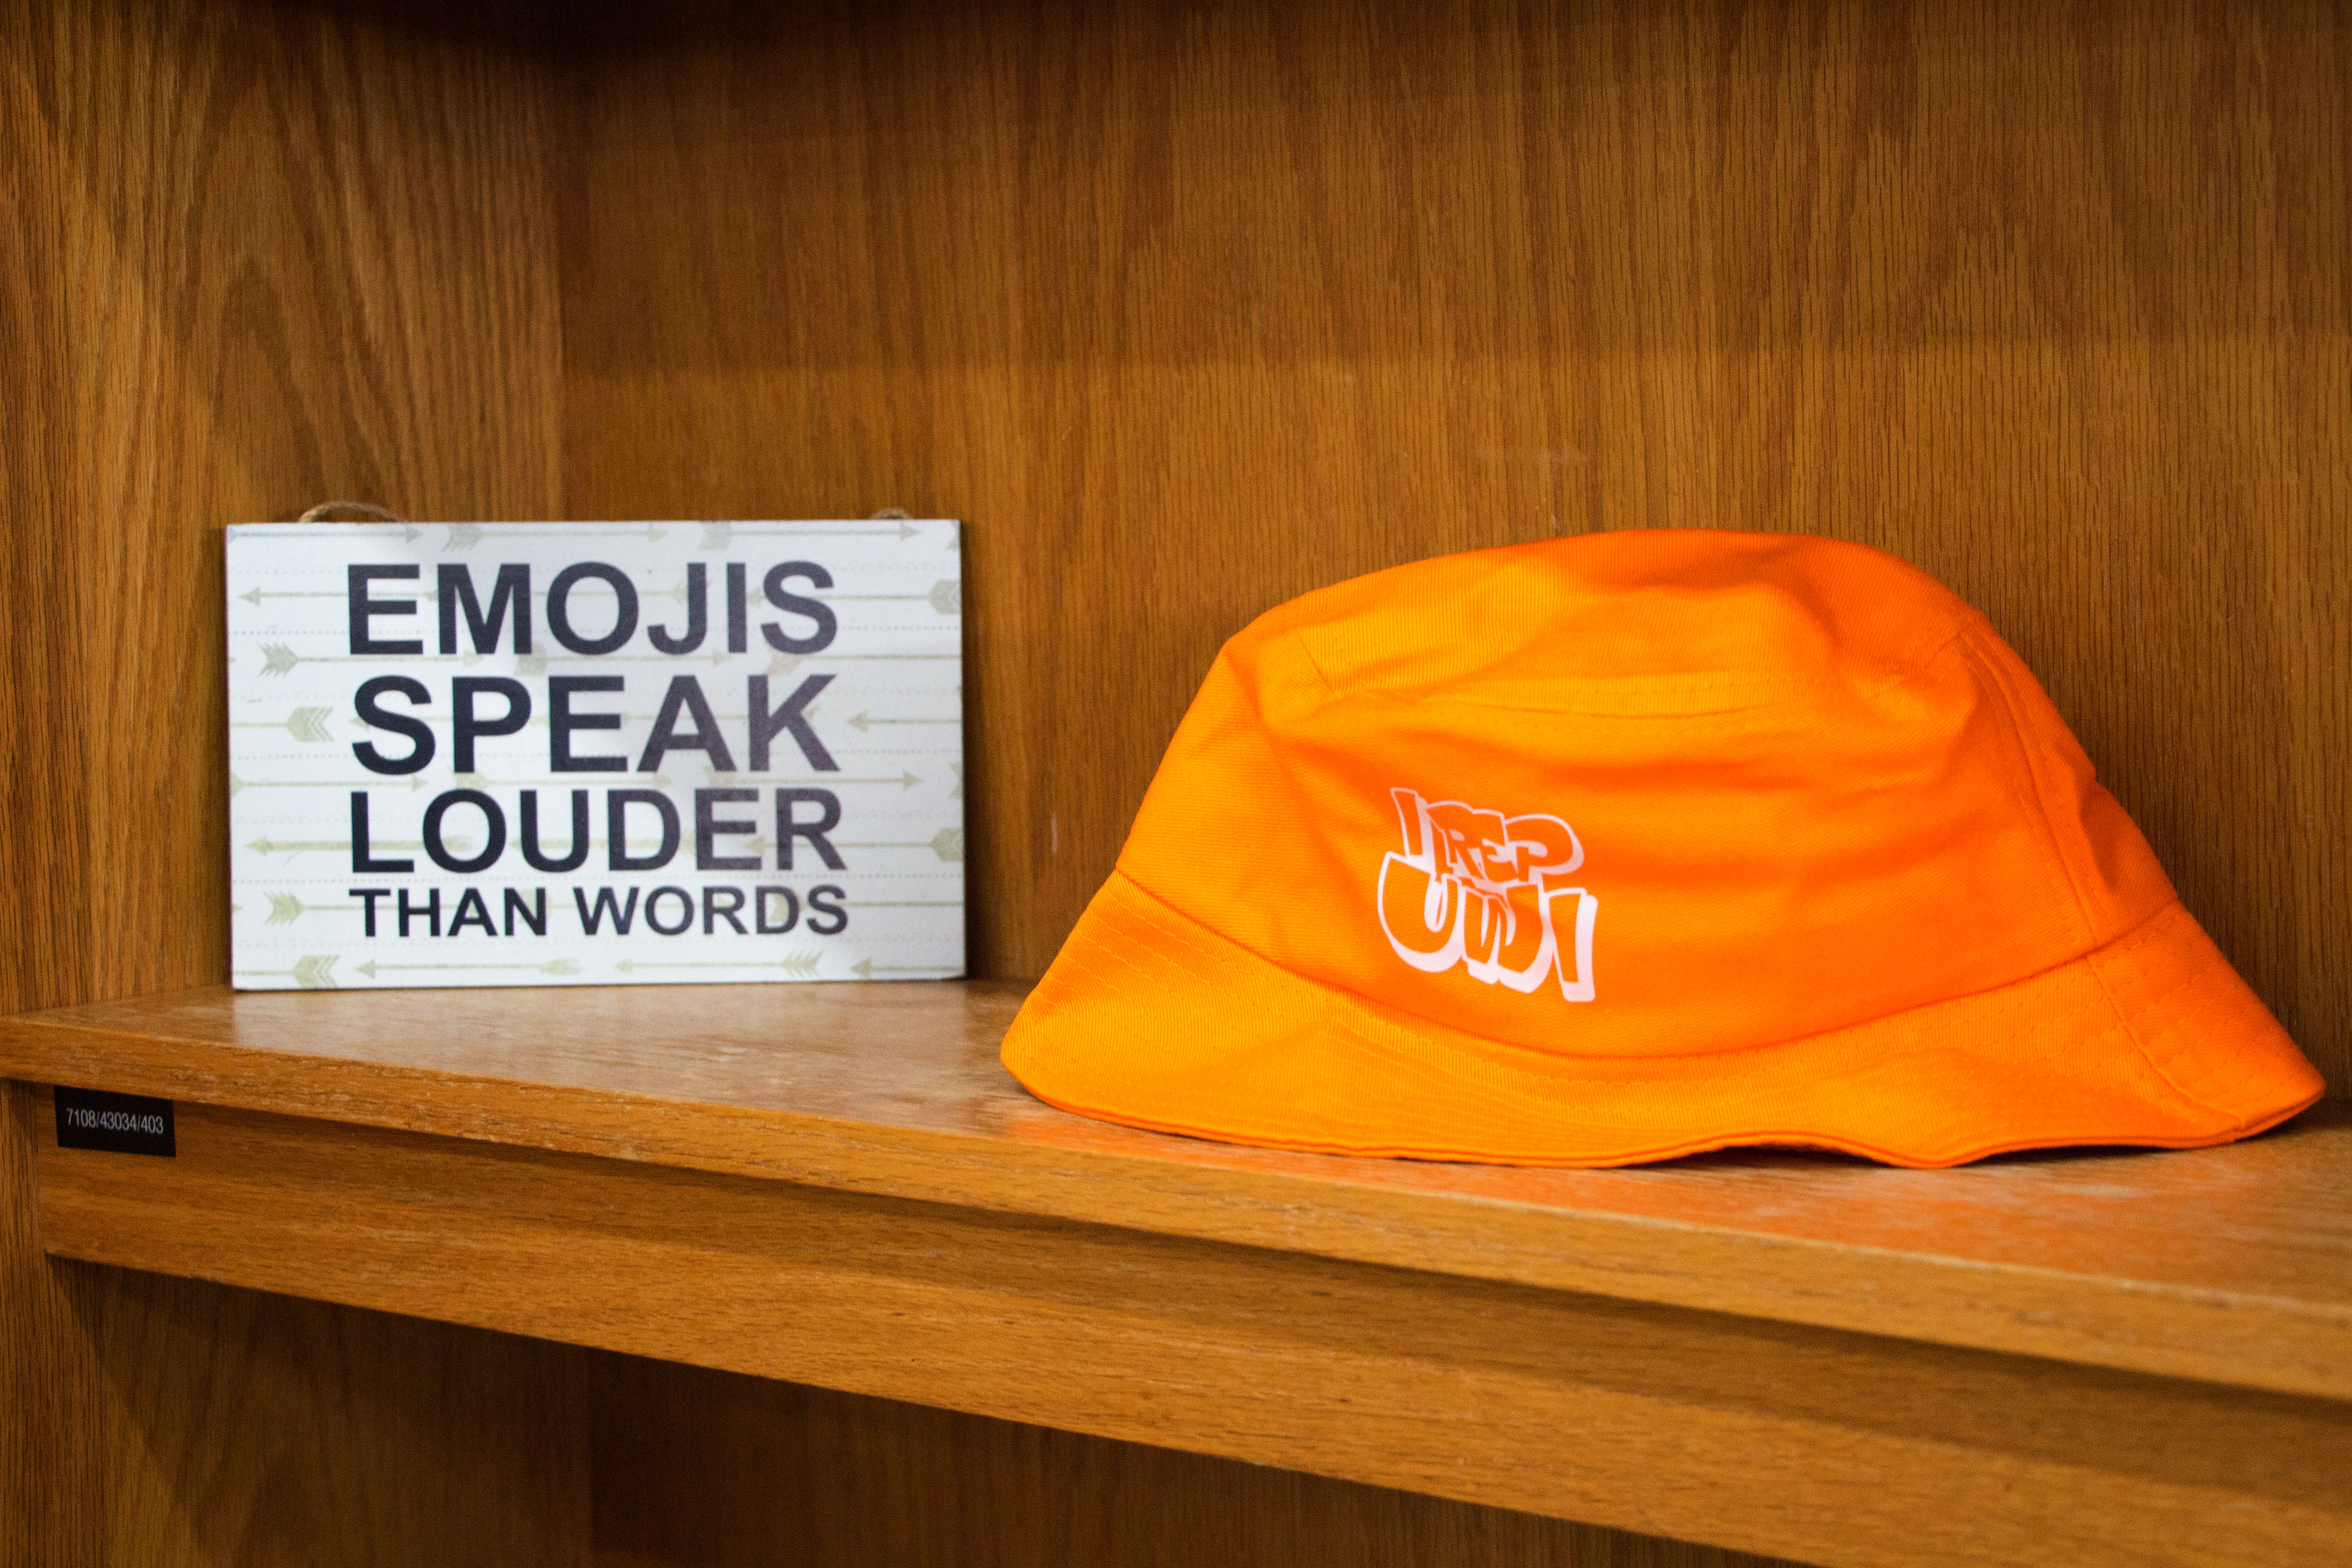 EMOJIS
SPEAK
LOUDER
THAN WORDS
I REP
UWI
7108/43034/403